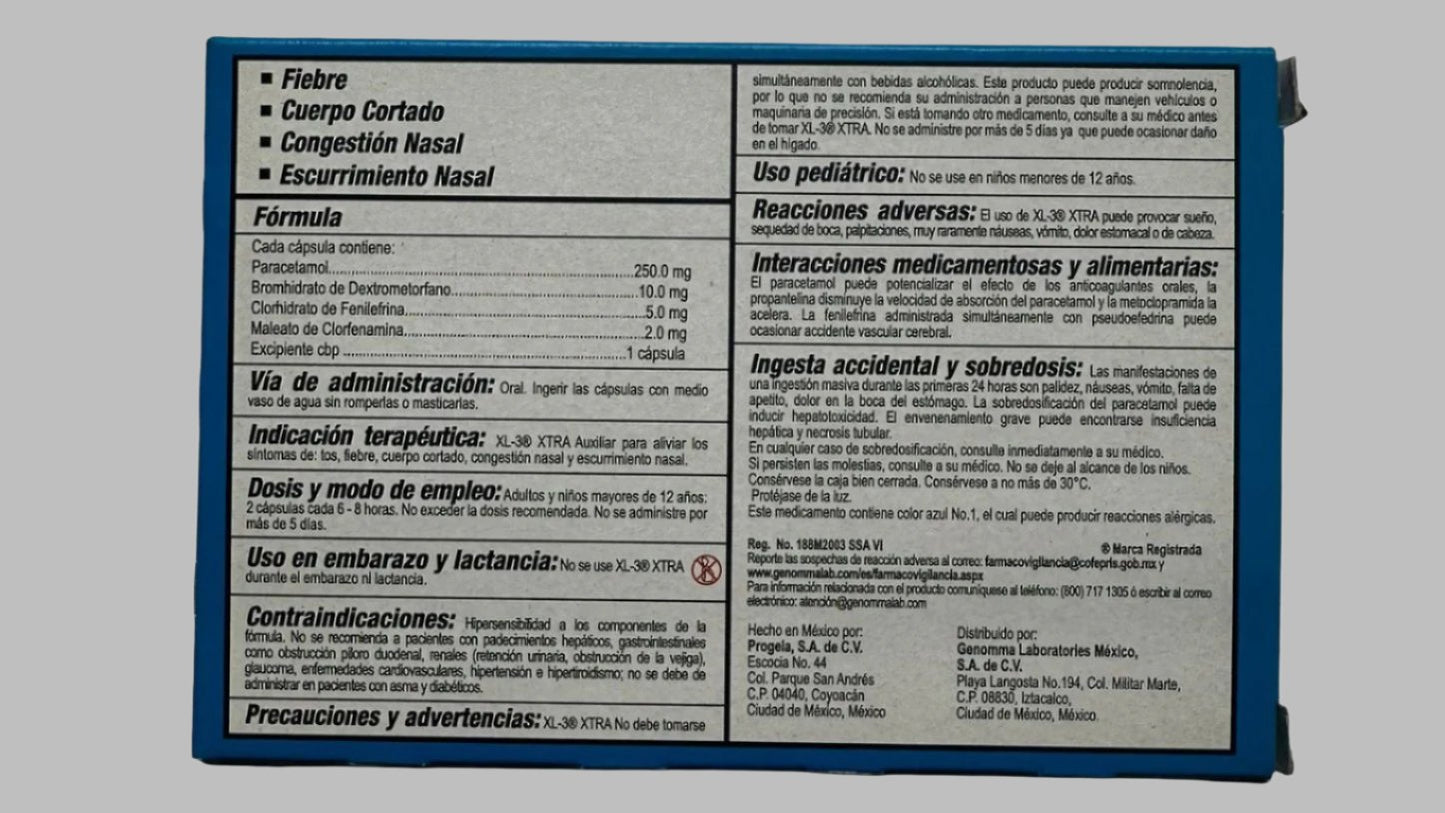 ▪ Fiebre
▪ Cuerpo Cortado
▪ Congestión Nasal
▪ Escurrimiento Nasal
Fórmula
Cada cápsula contiene:
Paracetamol...250.0 mg
Bromhidrato de Dextrometorfano...10.0 mg
Clorhidrato de Fenilefrina...5.0 mg
Maleato de Clorfenamina...2.0 mg
Excipiente cbp ...1 cápsula
Vía de administración: Oral. Ingerir las cápsulas con medio
vaso de agua sin romperlas o masticarlas.
Indicación terapéutica: XL-3® XTRA Auxiliar para aliviar los
síntomas de: tos, fiebre, cuerpo cortado, congestión nasal y escurrimiento nasal.
Dosis y modo de empleo: Adultos y niños mayores de 12 años:
2 cápsulas cada 6 - 8 horas. No exceder la dosis recomendada. No se administre por
más de 5 días.
Uso en embarazo y lactancia: No se use XL-3® XTRA
durante el embarazo ni lactancia.
Contraindicaciones: Hipersensibilidad a los componentes de la
fórmula. No se recomienda a pacientes con padecimientos hepáticos, gastrointestinales
como obstrucción píloro duodenal, renales (retención urinaria, obstrucción de la vejiga),
glaucoma, enfermedades cardiovasculares, hipertensión e hipertiroidismo; no se debe de
administrar en pacientes con asma y diabéticos.
Precauciones y advertencias: XL-3® XTRA No debe tomarse
simultáneamente con bebidas alcohólicas. Este producto puede producir somnolencia,
por lo que no se recomienda su administración a personas que manejen vehículos o
maquinaria de precisión. Si está tomando otro medicamento, consulte a su médico antes
de tomar XL-3® XTRA. No se administre por más de 5 días ya que puede ocasionar daño
en el hígado.
Uso pediátrico: No se use en niños menores de 12 años.
Reacciones adversas: El uso de XL-3® XTRA puede provocar sueño,
sequedad de boca, palpitaciones, muy raramente náuseas, vómito, dolor estomacal o de cabeza.
Interacciones medicamentosas y alimentarias:
El paracetamol puede potencializar el efecto de los anticoagulantes orales, la
propantelina disminuye la velocidad de absorción del paracetamol y la metoclopramida la
acelera. La fenilefrina administrada simultáneamente con pseudoefedrina puede
ocasionar accidente vascular cerebral.
Ingesta accidental y sobredosis: Las manifestaciones de
una ingestión masiva durante las primeras 24 horas son palidez, náuseas, vómito, falta de
apetito, dolor en la boca del estómago. La sobredosificación del paracetamol puede
inducir hepatotoxicidad. El envenenamiento grave puede encontrarse insuficiencia
hepática y necrosis tubular.
En cualquier caso de sobredosificación, consulte inmediatamente a su médico.
Si persisten las molestias, consulte a su médico. No se deje al alcance de los niños.
Consérvese la caja bien cerrada. Consérvese a no más de 30°C.
Protéjase de la luz.
Este medicamento contiene color azul No.1, el cual puede producir reacciones alérgicas.
Reg. No. 188M2003 SSA VI
® Marca Registrada
Reporte las sospechas de reacción adversa al correo: farmacovigilancia@cofepris.gob.mx y
www.genommalab.com/es/farmacovigilancia.aspx
Para información relacionada con el producto comuníquese al teléfono: (800) 717 1305 ó escribir al correo
electrónico: atención@genommalab.com
Hecho en México por:
Progela, S.A. de C.V.
Escocia No. 44
Col. Parque San Andrés
C.P. 04040, Coyoacán
Ciudad de México, México
Distribuido por:
Genomma Laboratories México,
S.A. de C.V.
Playa Langosta No.194, Col. Militar Marte,
C.P. 08830, Iztacalco,
Ciudad de México, México.